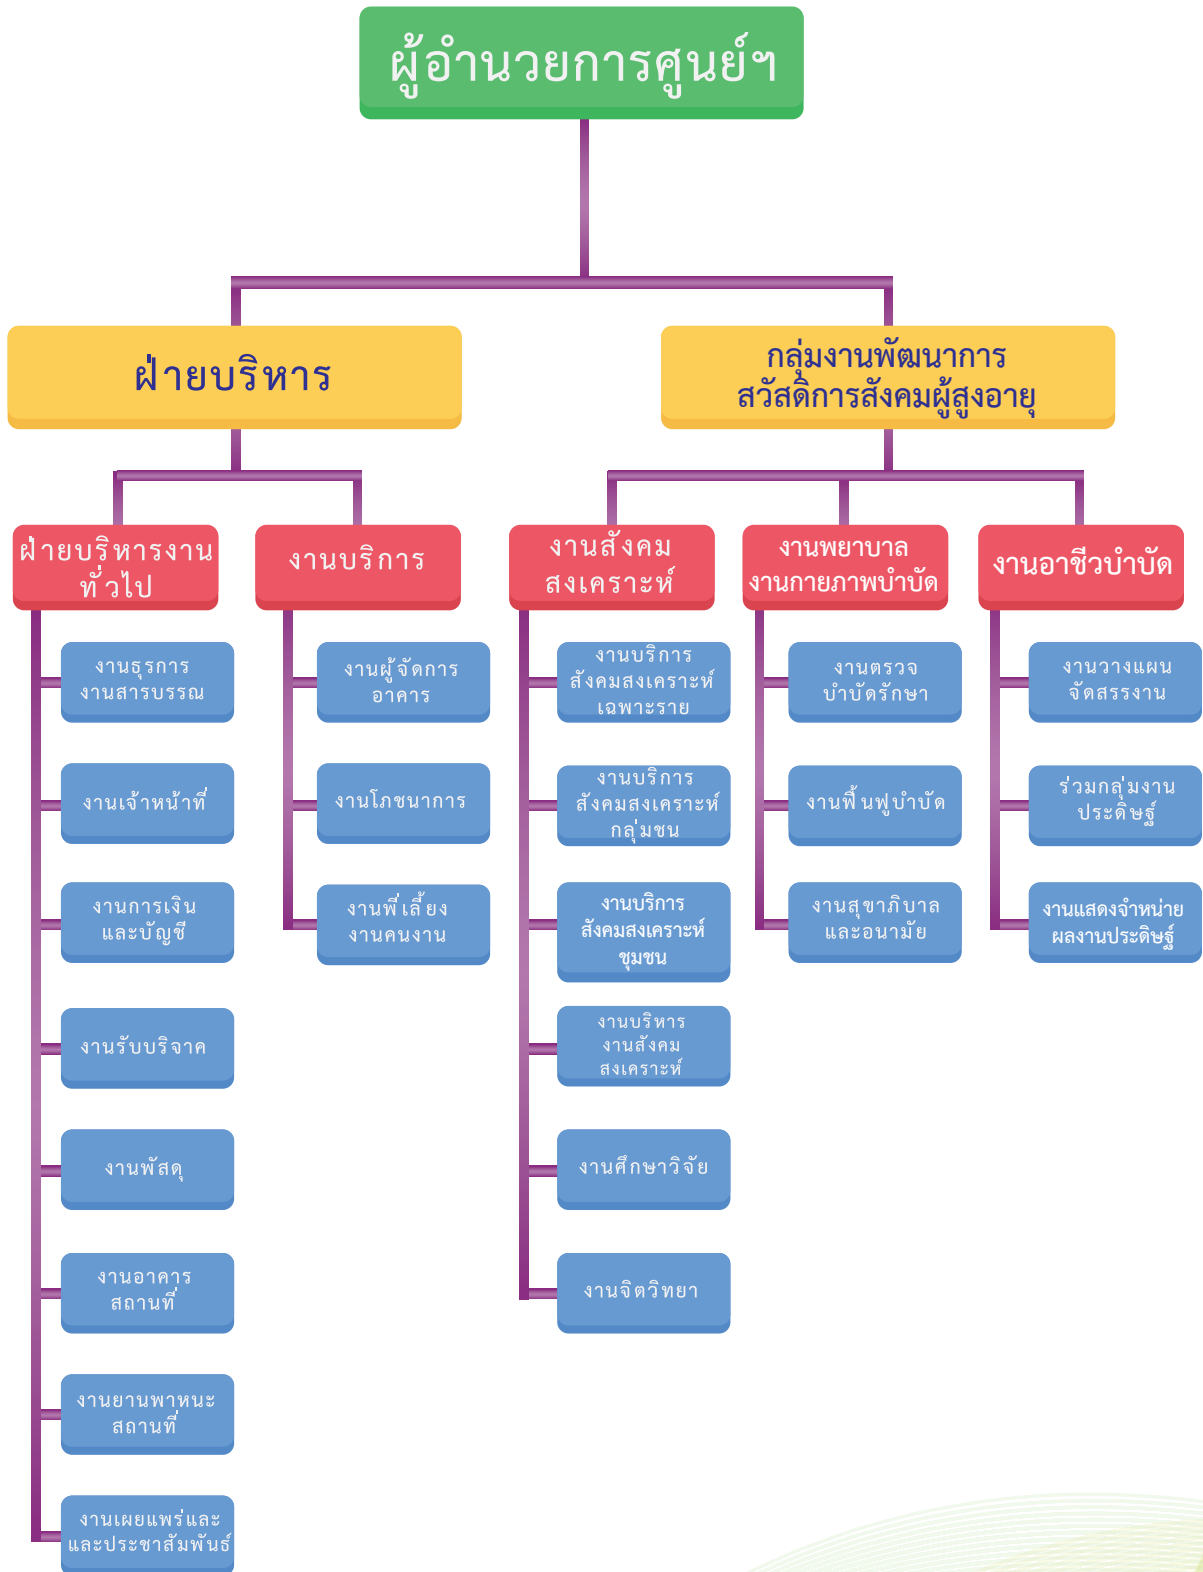 ผู้อำนวยการศูนย์ฯ
ฝ่ายบริหาร
กลุ่มงานพัฒนาการ
สวัสดิการสังคมผู้สูงอายุ
ฝ่ายบริหารงาน
ทั่วไป
งานบริการ
งานสังคม
สงเคราะห์
งานพยาบาล
งานกายภาพบำบัด
งานอาชีวบำบัด
งานธุรการ
งานสารบรรณ
งานเจ้าหน้าที่
งานการเงิน
และบัญชี
งานรับบริจาค
งานพัสดุ
งานอาคาร
สถานที่
งานยานพาหนะ
สถานที่
งานเผยแพร่และ
และประชาสัมพันธ์
งานผู้จัดการ
อาคาร
งานโภชนาการ
งานพี่เลี้ยง
งานคนงาน
งานบริการ
สังคมสงเคราะห์
เฉพาะราย
งานบริการ
สังคมสงเคราะห์
กลุ่มชน
งานบริการ
สังคมสงเคราะห์
ชุมชน
งานบริหาร
งานสังคม
สงเคราะห์
งานศึกษาวิจัย
งานจิตวิทยา
งานตรวจ
บำบัดรักษา
งานฟื้นฟูบำบัด
งานสุขาภิบาล
และอนามัย
งานวางแผน
จัดสรรงาน
ร่วมกลุ่มงาน
ประดิษฐ์
งานแสดงจำหน่าย
ผลงานประดิษฐ์